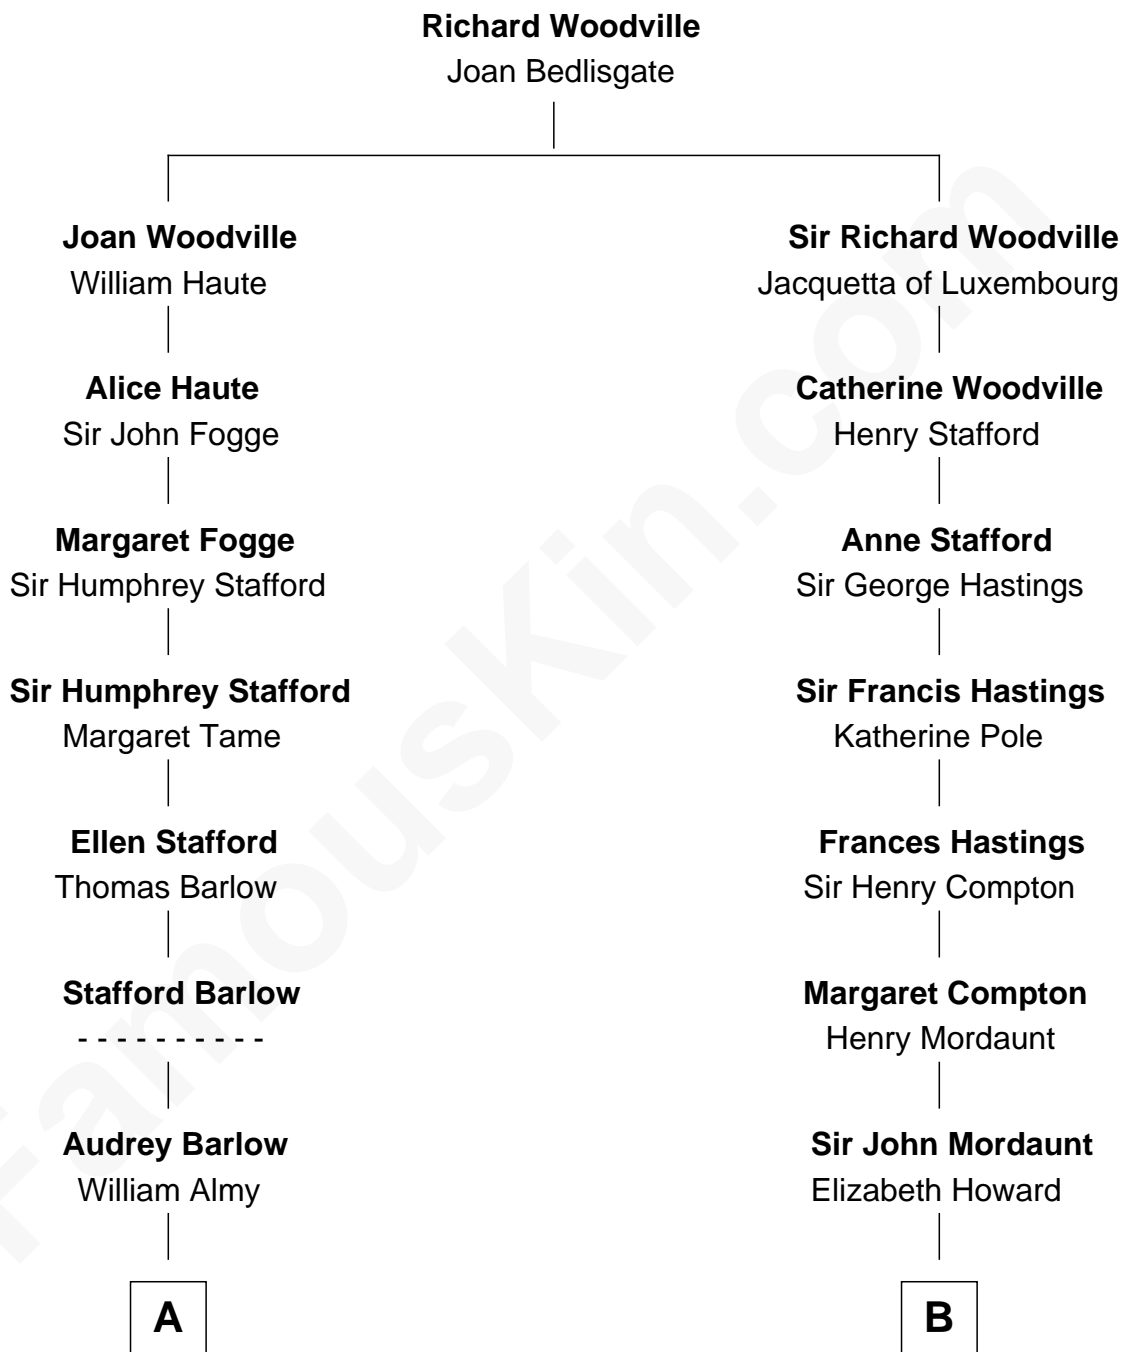 Richard Woodville
Joan Bedlisgate
Joan Woodville
William Haute
Sir Richard Woodville
Jacquetta of Luxembourg
Alice Haute
Sir John Fogge
Catherine Woodville
Henry Stafford
Margaret Fogge
Sir Humphrey Stafford
Anne Stafford
Sir George Hastings
Sir Humphrey Stafford
Margaret Tame
Sir Francis Hastings
Katherine Pole
Ellen Stafford
Thomas Barlow
Frances Hastings
Sir Henry Compton
Stafford Barlow
- - - - - - - - - -
Margaret Compton
Henry Mordaunt
Audrey Barlow
William Almy
Sir John Mordaunt
Elizabeth Howard
A
B
FamousKin.com